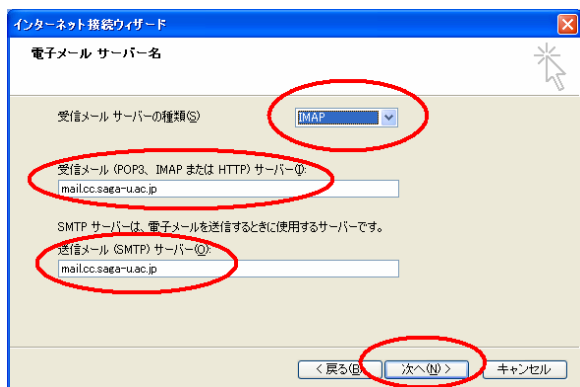 インターネット接続ウィザード
電子メール サーバー名
受信メール サーバーの種類(S)
IMAP
受信メール (POP3、IMAP または HTTP) サーバー(I):
mail.cc.saga-u.ac.jp
SMTP サーバーは、電子メールを送信するときに使用するサーバーです。
送信メール (SMTP) サーバー(O):
mail.cc.saga-u.ac.jp
< 戻る(B)
次へ(N) >
キャンセル